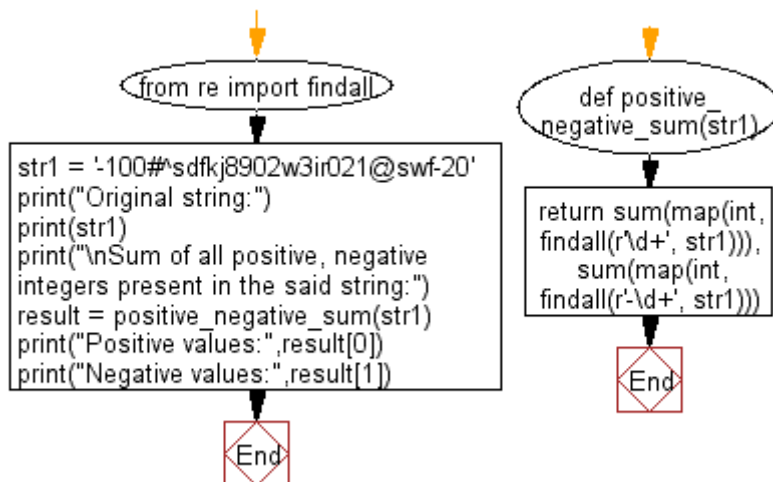 from re import findall
str1 = '-100#^sdfkj8902w3ir021@swf-20'
print("Original string:")
print(str1)
print("\nSum of all positive, negative
integers present in the said string:")
result = positive_negative_sum(str1)
print("Positive values:",result[0])
print("Negative values:",result[1])
End
def positive_
negative_sum(str1)
return sum(map(int,
findall(r'\d+', str1))),
sum(map(int,
findall(r'-\d+', str1)))
End